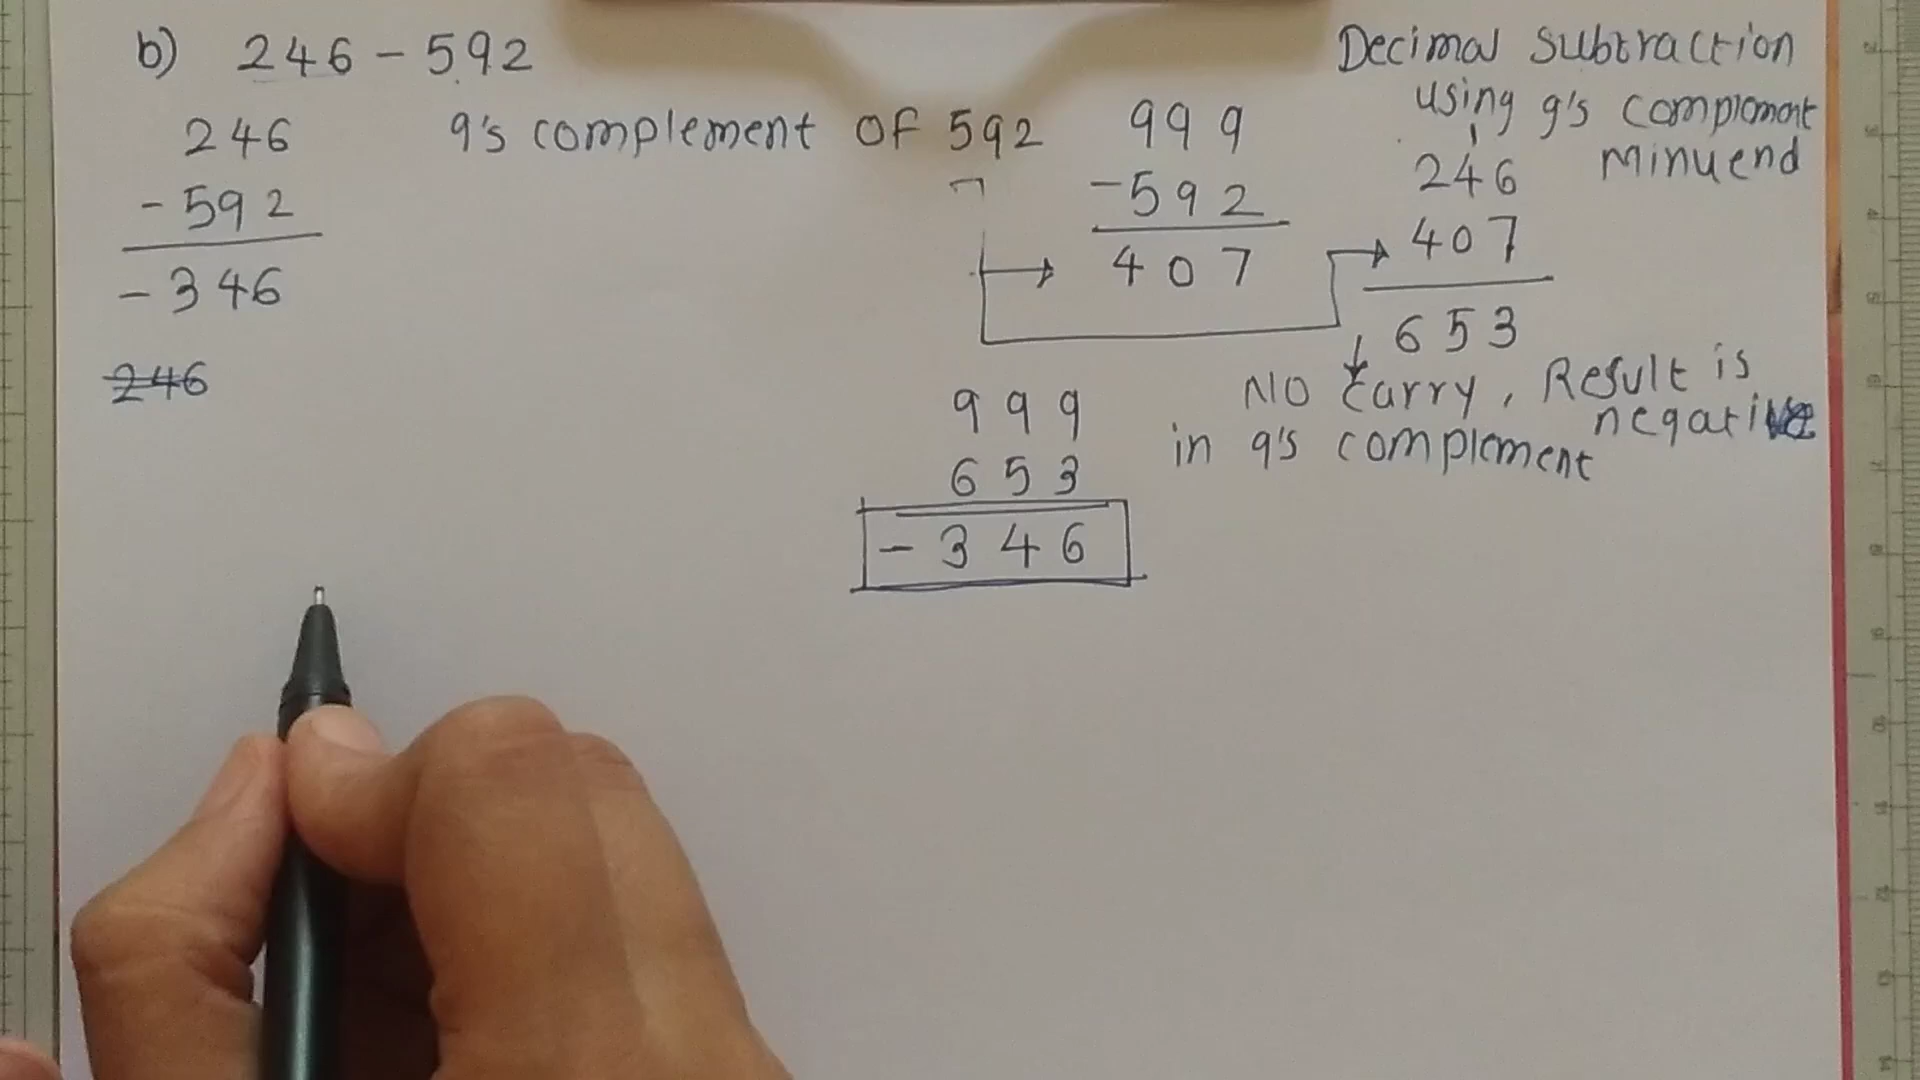 b) 246 - 592
246
- 592
- 346
246
9's complement of 592
999
- 592
407
Decimal subtraction
using 9's complement
minuend
246
407
653
No carry, Result is
negative
in 9's complement
999
653
- 346